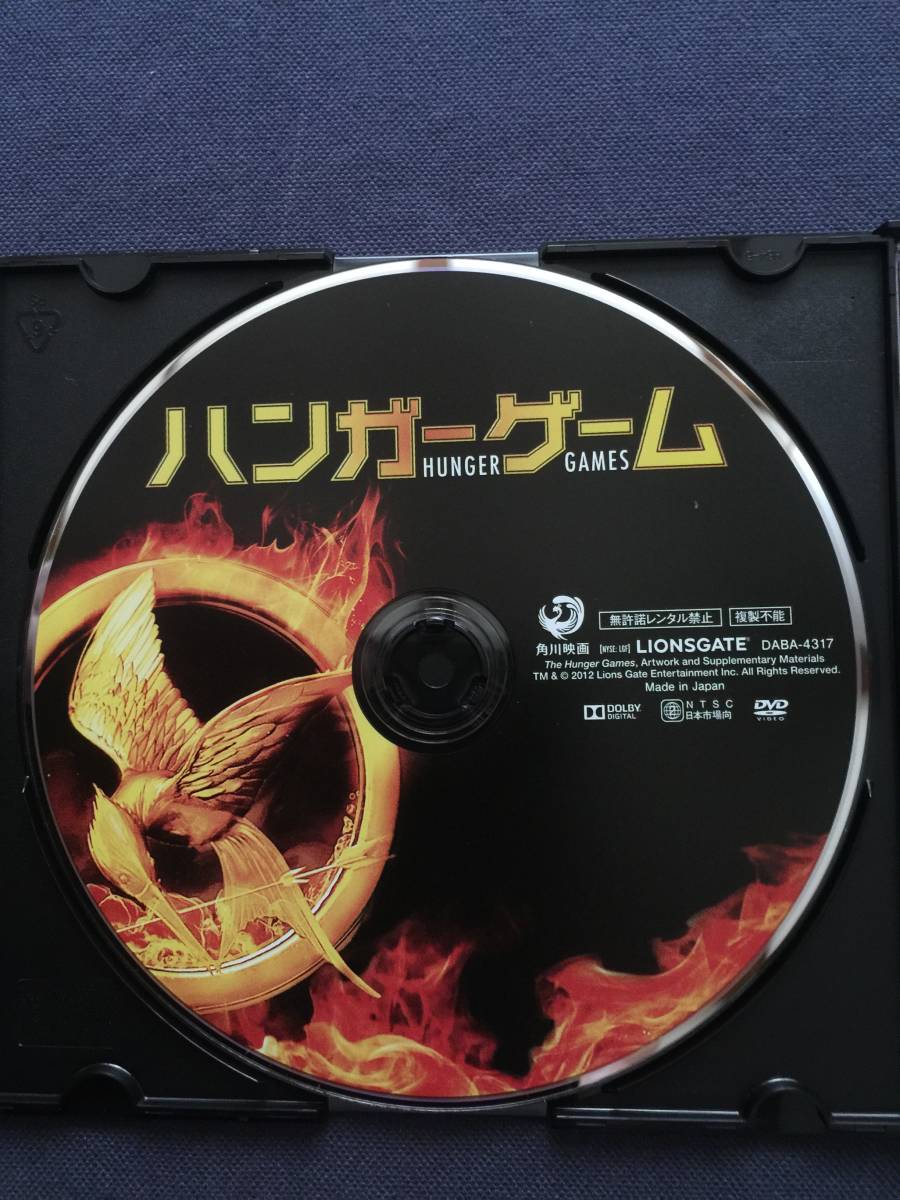 ハンガーゲーム
HUNGER GAMES
無許諾レンタル禁止 複製不能
角川映画 [NYSE: LGF] LIONSGATE DABA-4317
The Hunger Games, Artwork and Supplementary Materials
TM & © 2012 Lions Gate Entertainment Inc. All Rights Reserved.
Made in Japan
DOLBY DIGITAL 2 NTSC 日本市場向 DVD VIDEO